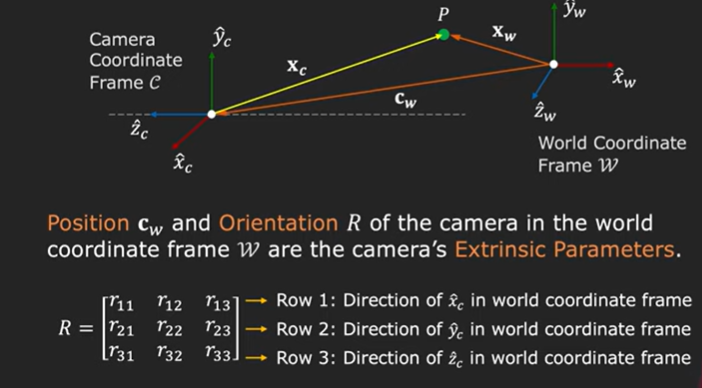 P
ŷ_w
Camera
Coordinate
Frame 𝒞
ŷ_c
x_w
x_c
x̂_w
c_w
ẑ_w
ẑ_c
x̂_c
World Coordinate
Frame 𝒲
Position c_w and Orientation R of the camera in the world
coordinate frame 𝒲 are the camera's Extrinsic Parameters.
r11 r12 r13 → Row 1: Direction of x̂_c in world coordinate frame
R = r21 r22 r23 → Row 2: Direction of ŷ_c in world coordinate frame
r31 r32 r33 → Row 3: Direction of ẑ_c in world coordinate frame